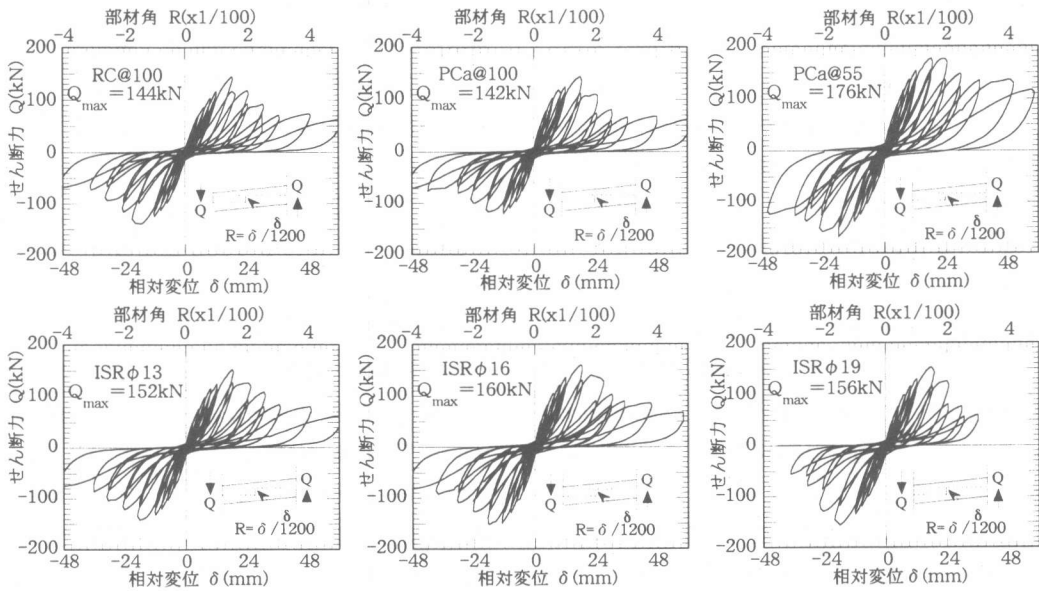 部材角 R(x1/100)
-4 -2 0 2 4
せん断力 Q(kN)
200
100
0
-100
-200
RC@100
Qmax=144kN
Q
Q
δ
R=δ/1200
-48 -24 0 24 48
相対変位 δ(mm)
部材角 R(x1/100)
-4 -2 0 2 4
せん断力 Q(kN)
200
100
0
-100
-200
PCa@100
Qmax=142kN
Q
Q
δ
R=δ/1200
-48 -24 0 24 48
相対変位 δ(mm)
部材角 R(x1/100)
-4 -2 0 2 4
せん断力 Q(kN)
200
100
0
-100
-200
PCa@55
Qmax=176kN
Q
Q
δ
R=δ/1200
-48 -24 0 24 48
相対変位 δ(mm)
部材角 R(x1/100)
-4 -2 0 2 4
せん断力 Q(kN)
200
100
0
-100
-200
ISRφ13
Qmax=152kN
Q
Q
δ
R=δ/1200
-48 -24 0 24 48
相対変位 δ(mm)
部材角 R(x1/100)
-4 -2 0 2 4
せん断力 Q(kN)
200
100
0
-100
-200
ISRφ16
Qmax=160kN
Q
Q
δ
R=δ/1200
-48 -24 0 24 48
相対変位 δ(mm)
部材角 R(x1/100)
-4 -2 0 2 4
せん断力 Q(kN)
200
100
0
-100
-200
ISRφ19
Qmax=156kN
Q
Q
δ
R=δ/1200
-48 -24 0 24 48
相対変位 δ(mm)